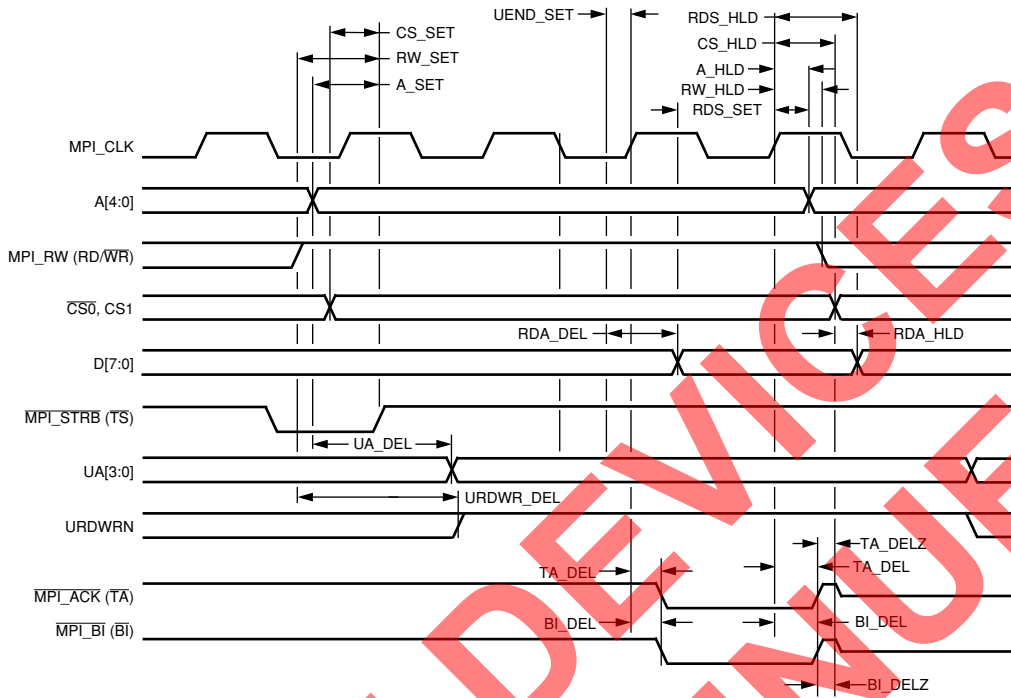 UEND_SET
RDS_HLD
CS_SET
CS_HLD
RW_SET
A_HLD
A_SET
RW_HLD
RDS_SET
MPI_CLK
A[4:0]
MPI_RW (RD/WR)
CS0, CS1
RDA_DEL
RDA_HLD
D[7:0]
MPI_STRB (TS)
UA_DEL
UA[3:0]
URDWR_DEL
URDWRN
TA_DELZ
TA_DEL
TA_DEL
MPI_ACK (TA)
MPI_BI (BI)
BI_DEL
BI_DEL
BI_DELZ
DEVICES